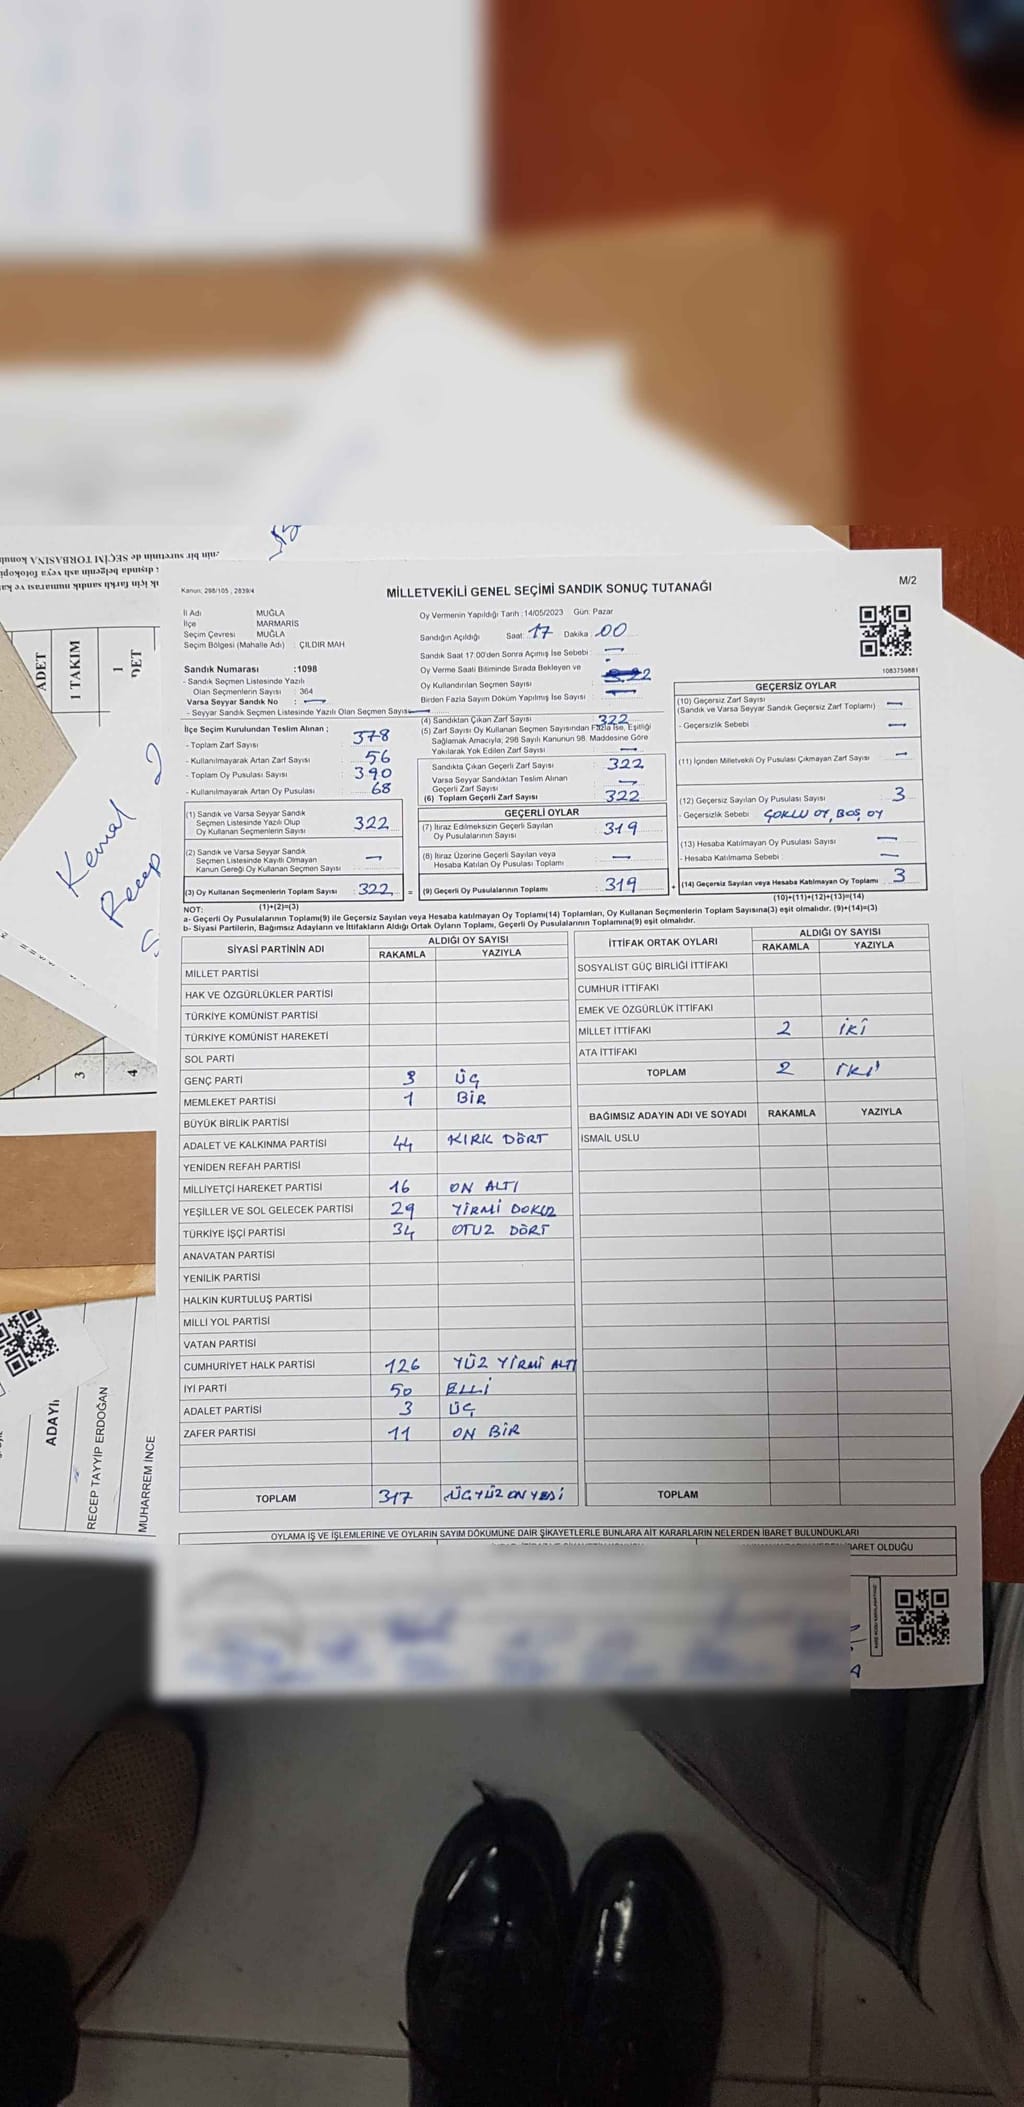 Kanun: 298/105 , 2839/4
MİLLETVEKİLİ GENEL SEÇİMİ SANDIK SONUÇ TUTANAĞI
M/2
İl Adı MUĞLA
İlçe MARMARİS
Seçim Çevresi MUĞLA
Seçim Bölgesi (Mahalle Adı) : ÇILDIR MAH
Sandık Numarası :1098
- Sandık Seçmen Listesinde Yazılı
Olan Seçmenlerin Sayısı : 364
Varsa Seyyar Sandık No : —
- Seyyar Sandık Seçmen Listesinde Yazılı Olan Seçmen Sayısı —
Oy Vermenin Yapıldığı Tarih :14/05/2023 Gün: Pazar
Sandığın Açıldığı Saat: 17 Dakika: 00
Sandık Saat 17:00'den Sonra Açımış İse Sebebi : —
Oy Verme Saati Bitiminde Sırada Bekleyen ve
Oy Kullandırılan Seçmen Sayısı
Birden Fazla Sayım Döküm Yapılmış İse Sayısı : —
1083759881
İlçe Seçim Kurulundan Teslim Alınan ;
- Toplam Zarf Sayısı : 378
- Kullanılmayarak Artan Zarf Sayısı : 56
- Toplam Oy Pusulası Sayısı : 390
- Kullanılmayarak Artan Oy Pusulası : 68
(1) Sandık ve Varsa Seyyar Sandık
Seçmen Listesinde Yazılı Olup
Oy Kullanan Seçmenlerin Sayısı 322
(2) Sandık ve Varsa Seyyar Sandık
Seçmen Listesinde Kayıtlı Olmayan
Kanun Gereği Oy Kullanan Seçmen Sayısı —
(3) Oy Kullanan Seçmenlerin Toplam Sayısı : 322 =
(1)+(2)=(3)
(4) Sandıktan Çıkan Zarf Sayısı 322
(5) Zarf Sayısı Oy Kullanan Seçmen Sayısından Fazla İse, Eşitliği
Sağlamak Amacıyla; 298 Sayılı Kanunun 98. Maddesine Göre
Yakılarak Yok Edilen Zarf Sayısı : —
Sandıkta Çıkan Geçerli Zarf Sayısı : 322
Varsa Seyyar Sandıktan Teslim Alınan
Geçerli Zarf Sayısı : —
(6) Toplam Geçerli Zarf Sayısı : 322
GEÇERLİ OYLAR
(7) İtiraz Edilmeksizin Geçerli Sayılan
Oy Pusulalarının Sayısı : 319
(8) İtiraz Üzerine Geçerli Sayılan veya
Hesaba Katılan Oy Pusulası Toplamı : —
(9) Geçerli Oy Pusulalarının Toplamı : 319 +
GEÇERSİZ OYLAR
(10) Geçersiz Zarf Sayısı
(Sandık ve Varsa Seyyar Sandık Geçersiz Zarf Toplamı) —
- Geçersizlik Sebebi : —
(11) İçinden Milletvekili Oy Pusulası Çıkmayan Zarf Sayısı —
(12) Geçersiz Sayılan Oy Pusulası Sayısı : 3
- Geçersizlik Sebebi : ÇOKLU OY, BOŞ OY
(13) Hesaba Katılmayan Oy Pusulası Sayısı : —
- Hesaba Katılmama Sebebi : —
(14) Geçersiz Sayılan veya Hesaba Katılmayan Oy Toplamı 3
(10)+(11)+(12)+(13)=(14)
NOT:
a- Geçerli Oy Pusulalarının Toplamı(9) ile Geçersiz Sayılan veya Hesaba katılmayan Oy Toplamı(14) Toplamları, Oy Kullanan Seçmenlerin Toplam Sayısına(3) eşit olmalıdır. (9)+(14)=(3)
b- Siyasi Partilerin, Bağımsız Adayların ve İttifakların Aldığı Ortak Oyların Toplamı, Geçerli Oy Pusulalarının Toplamına(9) eşit olmalıdır.
SİYASİ PARTİNİN ADI ALDIĞI OY SAYISI
RAKAMLA YAZIYLA
MİLLET PARTİSİ
HAK VE ÖZGÜRLÜKLER PARTİSİ
TÜRKİYE KOMÜNİST PARTİSİ
TÜRKİYE KOMÜNİST HAREKETİ
SOL PARTİ
GENÇ PARTİ 3 ÜÇ
MEMLEKET PARTİSİ 1 BİR
BÜYÜK BİRLİK PARTİSİ
ADALET VE KALKINMA PARTİSİ 44 KIRK DÖRT
YENİDEN REFAH PARTİSİ
MİLLİYETÇİ HAREKET PARTİSİ 16 ON ALTI
YEŞİLLER VE SOL GELECEK PARTİSİ 29 YİRMİ DOKUZ
TÜRKİYE İŞÇİ PARTİSİ 34 OTUZ DÖRT
ANAVATAN PARTİSİ
YENİLİK PARTİSİ
HALKIN KURTULUŞ PARTİSİ
MİLLİ YOL PARTİSİ
VATAN PARTİSİ
CUMHURİYET HALK PARTİSİ 126 YÜZ YİRMİ ALTI
İYİ PARTİ 50 ELLİ
ADALET PARTİSİ 3 ÜÇ
ZAFER PARTİSİ 11 ON BİR
TOPLAM 317 ÜÇYÜZ ON YEDİ
İTTİFAK ORTAK OYLARI ALDIĞI OY SAYISI
RAKAMLA YAZIYLA
SOSYALİST GÜÇ BİRLİĞİ İTTİFAKI
CUMHUR İTTİFAKI
EMEK VE ÖZGÜRLÜK İTTİFAKI
MİLLET İTTİFAKI 2 İKİ
ATA İTTİFAKI
TOPLAM 2 İKİ
BAĞIMSIZ ADAYIN ADI VE SOYADI RAKAMLA YAZIYLA
İSMAİL USLU
TOPLAM
OYLAMA İŞ VE İŞLEMLERİNE VE OYLARIN SAYIM DÖKÜMÜNE DAİR ŞİKAYETLERLE BUNLARA AİT KARARLARIN NELERDEN İBARET BULUNDUKLARI
BARET OLDUĞU
ADET
1 TAKIM
1
Kemal
Recep
2
3
4
ADAYI
RECEP TAYYİP ERDOĞAN
MUHARREM İNCE